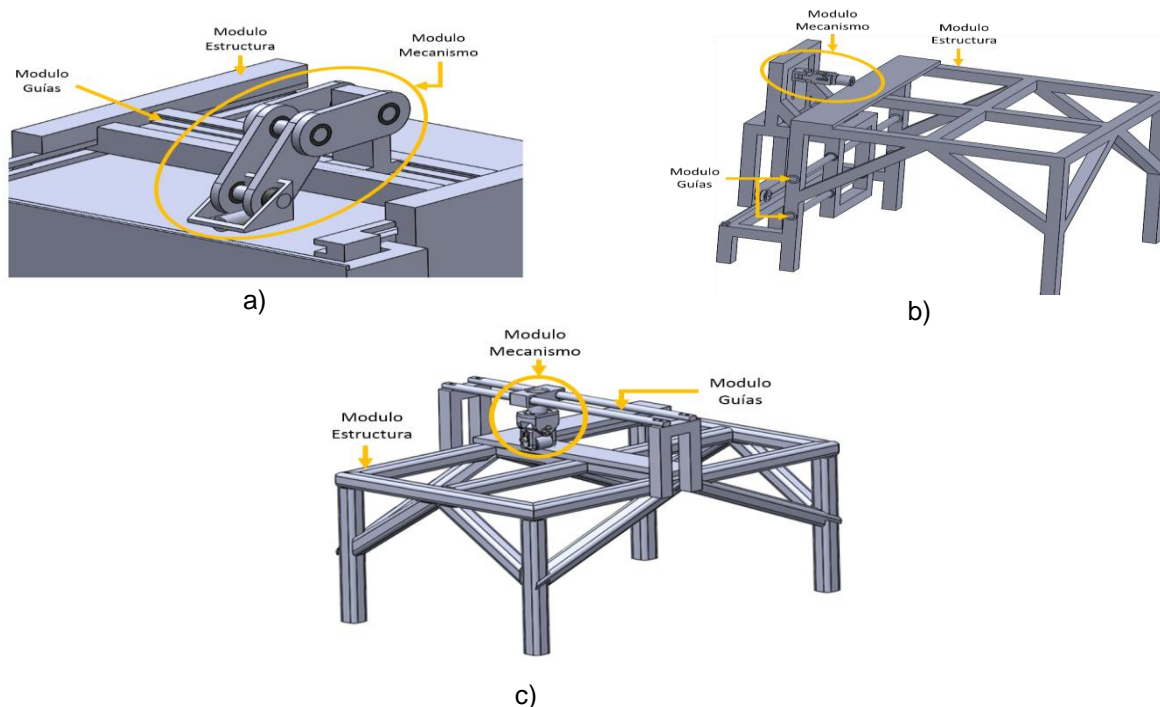 Modulo
Estructura
Modulo
Mecanismo
Modulo
Guías
a)
Modulo
Mecanismo
Modulo
Estructura
Modulo
Guías
b)
Modulo
Mecanismo
Modulo
Guías
Modulo
Estructura
c)